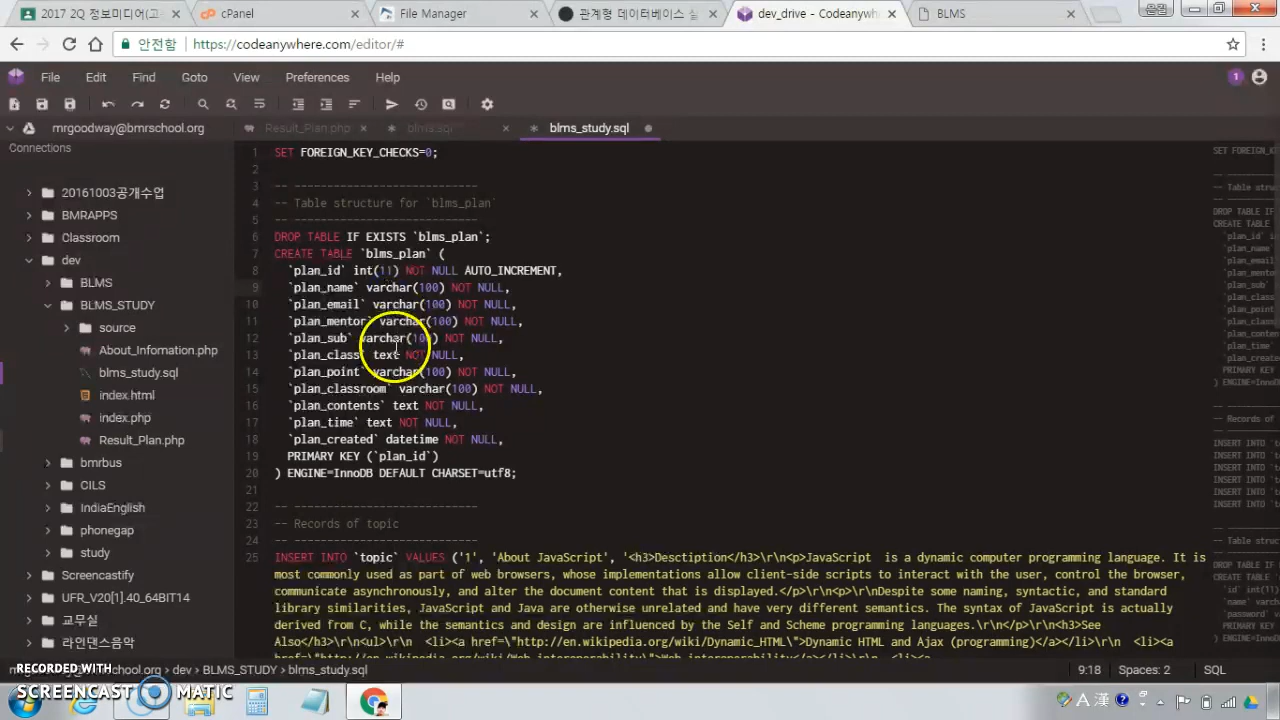 2017 2Q 정보미디어(고
cPanel
File Manager
관계형 데이터베이스 실
dev_drive - Codeanywhe
BLMS
안전함 https://codeanywhere.com/editor/#
File Edit Find Goto View Preferences Help
1
mrgoodway@bmrschool.org
Result_Plan.php
blms.sql
blms_study.sql
Connections
20161003공개수업
BMRAPPS
Classroom
dev
BLMS
BLMS_STUDY
source
About_Infomation.php
blms_study.sql
index.html
index.php
Result_Plan.php
bmrbus
CILS
IndiaEnglish
phonegap
study
Screencastify
UFR_V20[1].40_64BIT14
교무실
라인댄스음악
1 SET FOREIGN_KEY_CHECKS=0;
2
3 -- ----------------------------
4 -- Table structure for `blms_plan`
5 -- ----------------------------
6 DROP TABLE IF EXISTS `blms_plan`;
7 CREATE TABLE `blms_plan` (
8 `plan_id` int(11) NOT NULL AUTO_INCREMENT,
9 `plan_name` varchar(100) NOT NULL,
10 `plan_email` varchar(100) NOT NULL,
11 `plan_mentor` varchar(100) NOT NULL,
12 `plan_sub` varchar(100) NOT NULL,
13 `plan_class` text NOT NULL,
14 `plan_point` varchar(100) NOT NULL,
15 `plan_classroom` varchar(100) NOT NULL,
16 `plan_contents` text NOT NULL,
17 `plan_time` text NOT NULL,
18 `plan_created` datetime NOT NULL,
19 PRIMARY KEY (`plan_id`)
20 ) ENGINE=InnoDB DEFAULT CHARSET=utf8;
21
22 -- ----------------------------
23 -- Records of topic
24 -- ----------------------------
25 INSERT INTO `topic` VALUES ('1', 'About JavaScript', '<h3>Desctiption</h3>\r\n<p>JavaScript is a dynamic computer programming language. It is
most commonly used as part of web browsers, whose implementations allow client-side scripts to interact with the user, control the browser,
communicate asynchronously, and alter the document content that is displayed.</p>\r\n<p>\r\nDespite some naming, syntactic, and standard
library similarities, JavaScript and Java are otherwise unrelated and have very different semantics. The syntax of JavaScript is actually
derived from C, while the semantics and design are influenced by the Self and Scheme programming languages.\r\n</p>\r\n<h3>See
Also</h3>\r\n<ul>\r\n <li><a href=\"http://en.wikipedia.org/wiki/Dynamic_HTML\">Dynamic HTML and Ajax (programming)</a></li>\r\n <li><a
org > dev > BLMS_STUDY > blms_study.sql
9:18 Spaces: 2 SQL
RECORDED WITH
SCREENCAST MATIC
A 漢